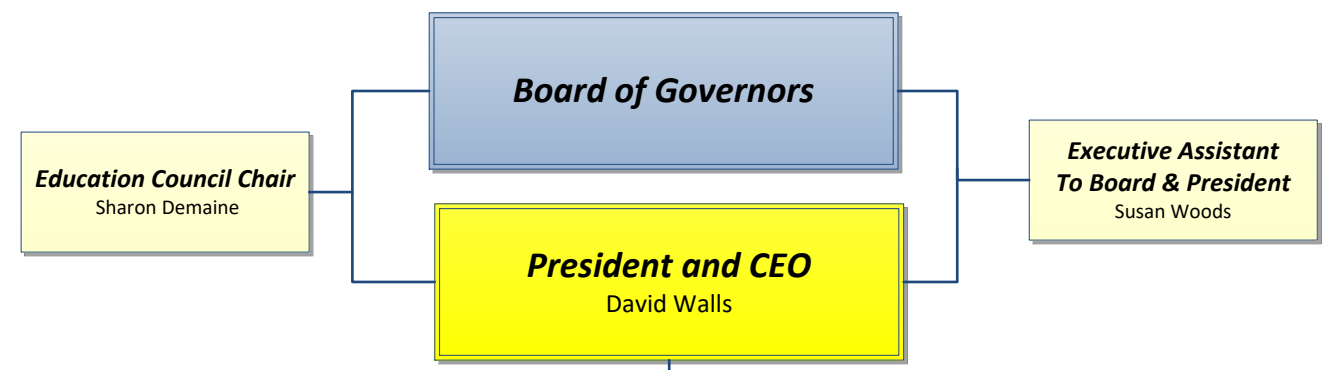 Board of Governors
Education Council Chair
Sharon Demaine
Executive Assistant
To Board & President
Susan Woods
President and CEO
David Walls